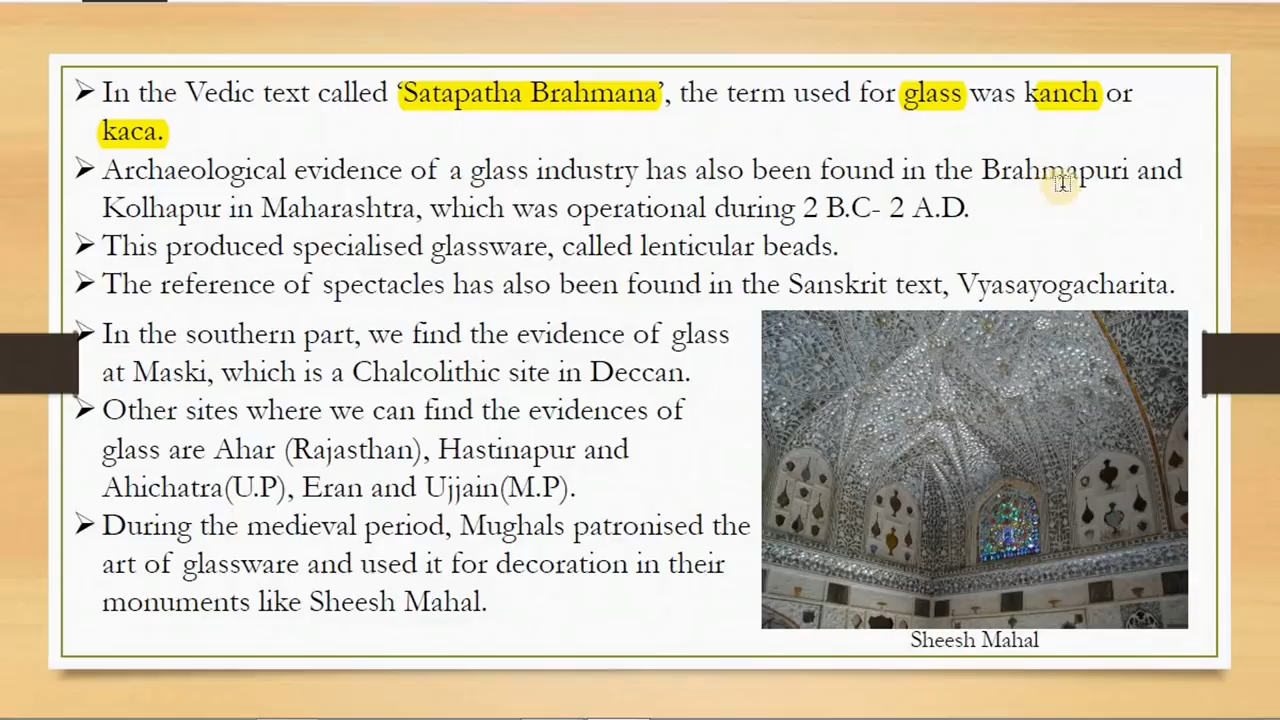 ➢ In the Vedic text called ‘Satapatha Brahmana’, the term used for glass was kanch or
kaca.
➢ Archaeological evidence of a glass industry has also been found in the Brahmapuri and
Kolhapur in Maharashtra, which was operational during 2 B.C- 2 A.D.
➢ This produced specialised glassware, called lenticular beads.
➢ The reference of spectacles has also been found in the Sanskrit text, Vyasayogacharita.
➢ In the southern part, we find the evidence of glass
at Maski, which is a Chalcolithic site in Deccan.
➢ Other sites where we can find the evidences of
glass are Ahar (Rajasthan), Hastinapur and
Ahichatra(U.P), Eran and Ujjain(M.P).
➢ During the medieval period, Mughals patronised the
art of glassware and used it for decoration in their
monuments like Sheesh Mahal.
Sheesh Mahal